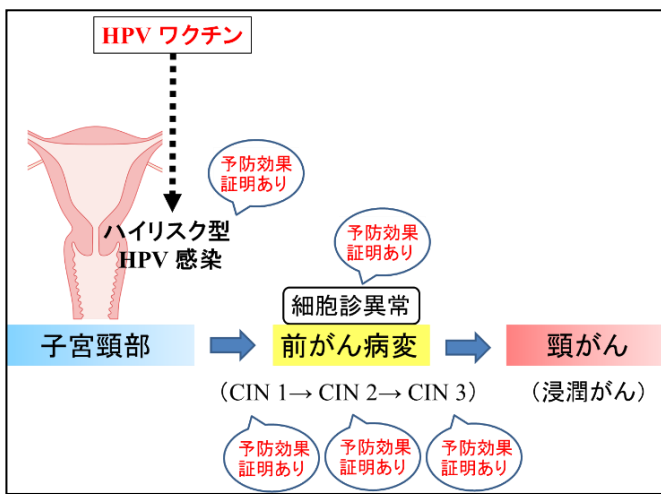 HPV ワクチン
予防効果
証明あり
ハイリスク型
HPV 感染
予防効果
証明あり
細胞診異常
子宮頸部
前がん病変
頸がん
（CIN 1→ CIN 2→ CIN 3）
（浸潤がん）
予防効果
証明あり
予防効果
証明あり
予防効果
証明あり